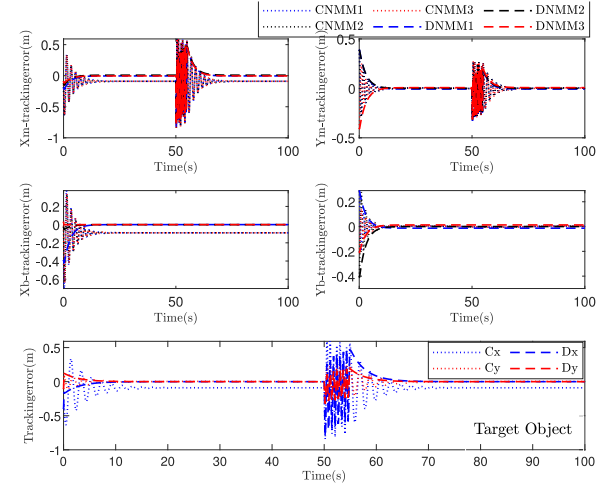 CNMM1 CNMM3 DNMM2
CNMM2 DNMM1 DNMM3
Xm-trackingerror(m)
0.5
0
-0.5
-1
0 50 100
Time(s)
Ym-trackingerror(m)
0.5
0
-0.5
0 50 100
Time(s)
Xb-trackingerror(m)
0.2
0
-0.2
-0.4
-0.6
0 50 100
Time(s)
Yb-trackingerror(m)
0.2
0
-0.2
-0.4
0 50 100
Time(s)
Trackingerror(m)
0.5
0
-0.5
-1
Cx Dx
Cy Dy
Target Object
0 10 20 30 40 50 60 70 80 90 100
Time(s)